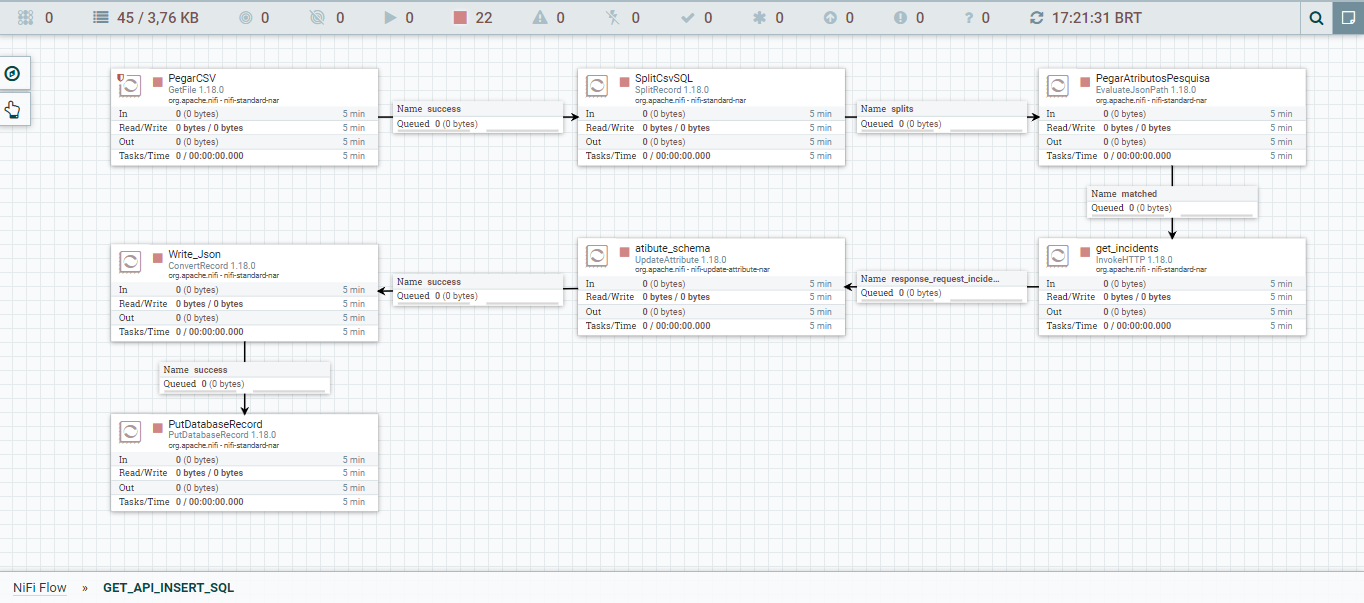 0 45 / 3,76 KB 0 0 0 22 0 0 0 0 0 0 ? 0 17:21:31 BRT
PegarCSV
GetFile 1.18.0
org.apache.nifi - nifi-standard-nar
In 0 (0 bytes) 5 min
Read/Write 0 bytes / 0 bytes 5 min
Out 0 (0 bytes) 5 min
Tasks/Time 0 / 00:00:00.000 5 min
Name success
Queued 0 (0 bytes)
SplitCsvSQL
SplitRecord 1.18.0
org.apache.nifi - nifi-standard-nar
In 0 (0 bytes) 5 min
Read/Write 0 bytes / 0 bytes 5 min
Out 0 (0 bytes) 5 min
Tasks/Time 0 / 00:00:00.000 5 min
Name splits
Queued 0 (0 bytes)
PegarAtributosPesquisa
EvaluateJsonPath 1.18.0
org.apache.nifi - nifi-standard-nar
In 0 (0 bytes) 5 min
Read/Write 0 bytes / 0 bytes 5 min
Out 0 (0 bytes) 5 min
Tasks/Time 0 / 00:00:00.000 5 min
Name matched
Queued 0 (0 bytes)
get_incidents
InvokeHTTP 1.18.0
org.apache.nifi - nifi-standard-nar
In 0 (0 bytes) 5 min
Read/Write 0 bytes / 0 bytes 5 min
Out 0 (0 bytes) 5 min
Tasks/Time 0 / 00:00:00.000 5 min
Name response_request_incide...
Queued 0 (0 bytes)
atibute_schema
UpdateAttribute 1.18.0
org.apache.nifi - nifi-update-attribute-nar
In 0 (0 bytes) 5 min
Read/Write 0 bytes / 0 bytes 5 min
Out 0 (0 bytes) 5 min
Tasks/Time 0 / 00:00:00.000 5 min
Name success
Queued 0 (0 bytes)
Write_Json
ConvertRecord 1.18.0
org.apache.nifi - nifi-standard-nar
In 0 (0 bytes) 5 min
Read/Write 0 bytes / 0 bytes 5 min
Out 0 (0 bytes) 5 min
Tasks/Time 0 / 00:00:00.000 5 min
Name success
Queued 0 (0 bytes)
PutDatabaseRecord
PutDatabaseRecord 1.18.0
org.apache.nifi - nifi-standard-nar
In 0 (0 bytes) 5 min
Read/Write 0 bytes / 0 bytes 5 min
Out 0 (0 bytes) 5 min
Tasks/Time 0 / 00:00:00.000 5 min
NiFi Flow » GET_API_INSERT_SQL